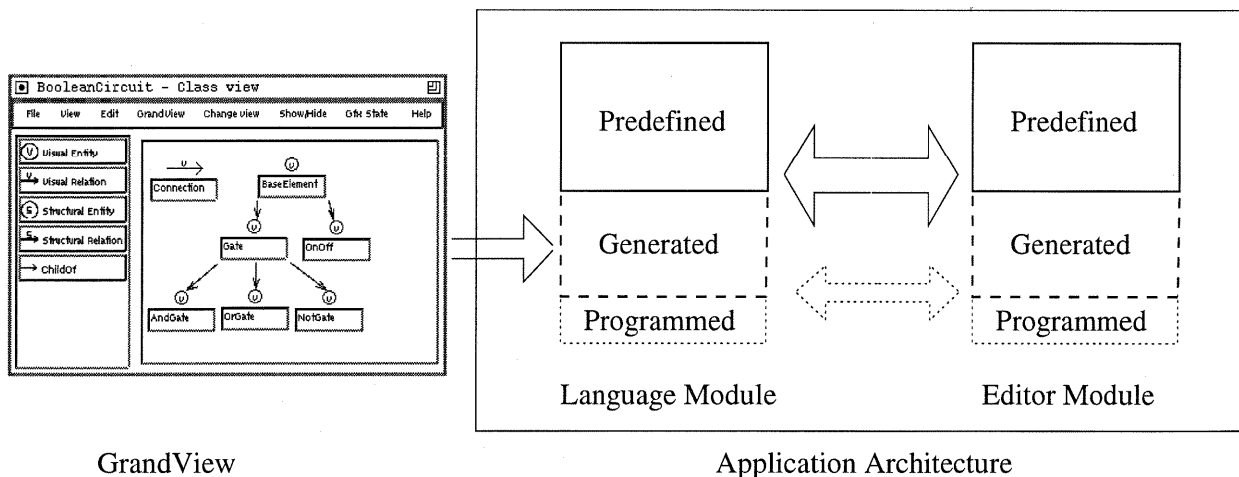 BooleanCircuit - Class view
File View Edit GrandView Change view Show/Hide Gfx State Help
V Visual Entity
V Visual Relation
S Structural Entity
S Structural Relation
ChildOf
V
Connection
V
BaseElement
V
Gate
V
OnOff
V
AndGate
V
OrGate
V
NotGate
GrandView
Predefined
Generated
Programmed
Language Module
Predefined
Generated
Programmed
Editor Module
Application Architecture